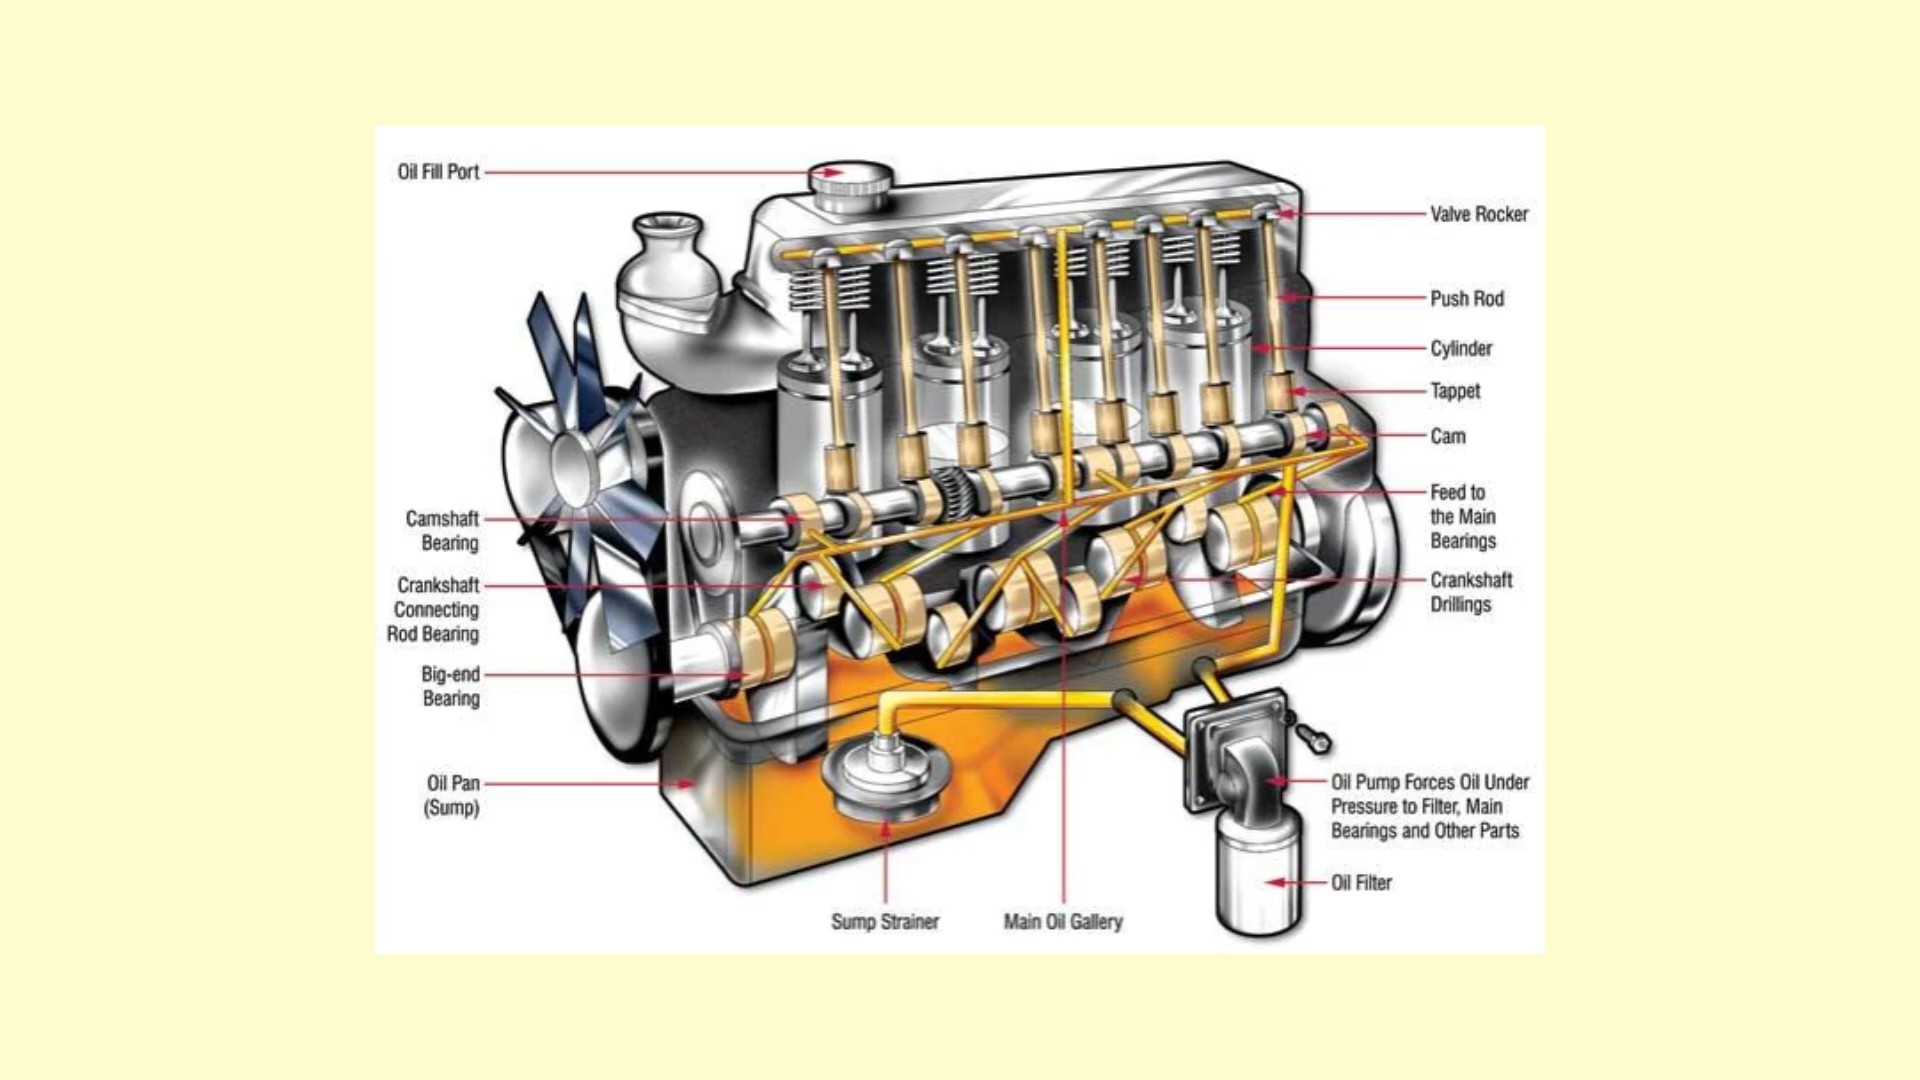 Oil Fill Port
Valve Rocker
Push Rod
Cylinder
Tappet
Cam
Feed to
the Main
Bearings
Crankshaft
Drillings
Camshaft
Bearing
Crankshaft
Connecting
Rod Bearing
Big-end
Bearing
Oil Pan
(Sump)
Oil Pump Forces Oil Under
Pressure to Filter, Main
Bearings and Other Parts
Oil Filter
Sump Strainer
Main Oil Gallery